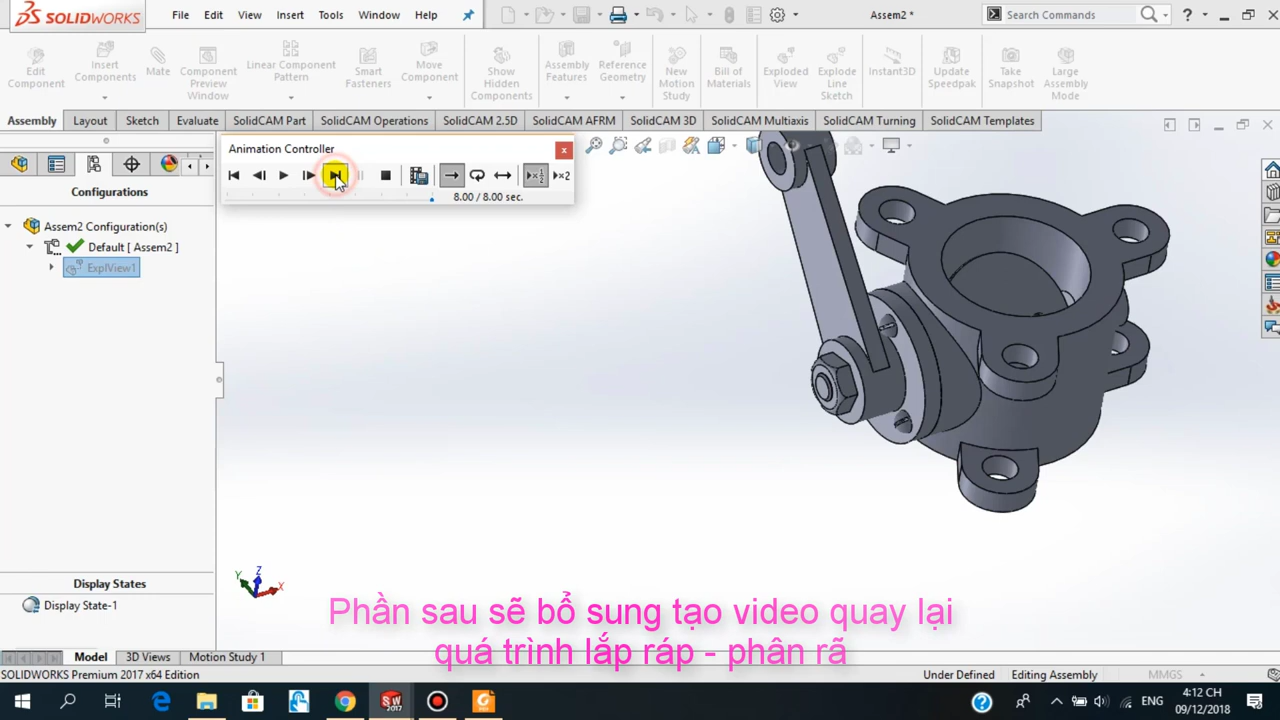 SOLIDWORKS
File Edit View Insert Tools Window Help
Assem2 *
Search Commands
?
Edit
Component
Insert
Components
Mate
Component
Preview
Window
Linear Component
Pattern
Smart
Fasteners
Move
Component
Show
Hidden
Components
Assembly
Features
Reference
Geometry
New
Motion
Study
Bill of
Materials
Exploded
View
Explode
Line
Sketch
Instant3D
Update
Speedpak
Take
Snapshot
Large
Assembly
Mode
Assembly Layout Sketch Evaluate SolidCAM Part SolidCAM Operations SolidCAM 2.5D SolidCAM AFRM SolidCAM 3D SolidCAM Multiaxis SolidCAM Turning SolidCAM Templates
Animation Controller
x2
8.00 / 8.00 sec.
Configurations
Assem2 Configuration(s)
Default [ Assem2 ]
ExplView1
Display States
Display State-1
Y Z X
Phần sau sẽ bổ sung tạo video quay lại
quá trình lắp ráp - phân rã
Model 3D Views Motion Study 1
SOLIDWORKS Premium 2017 x64 Edition
Under Defined Editing Assembly MMGS
SW
2017
ENG
4:12 CH
09/12/2018